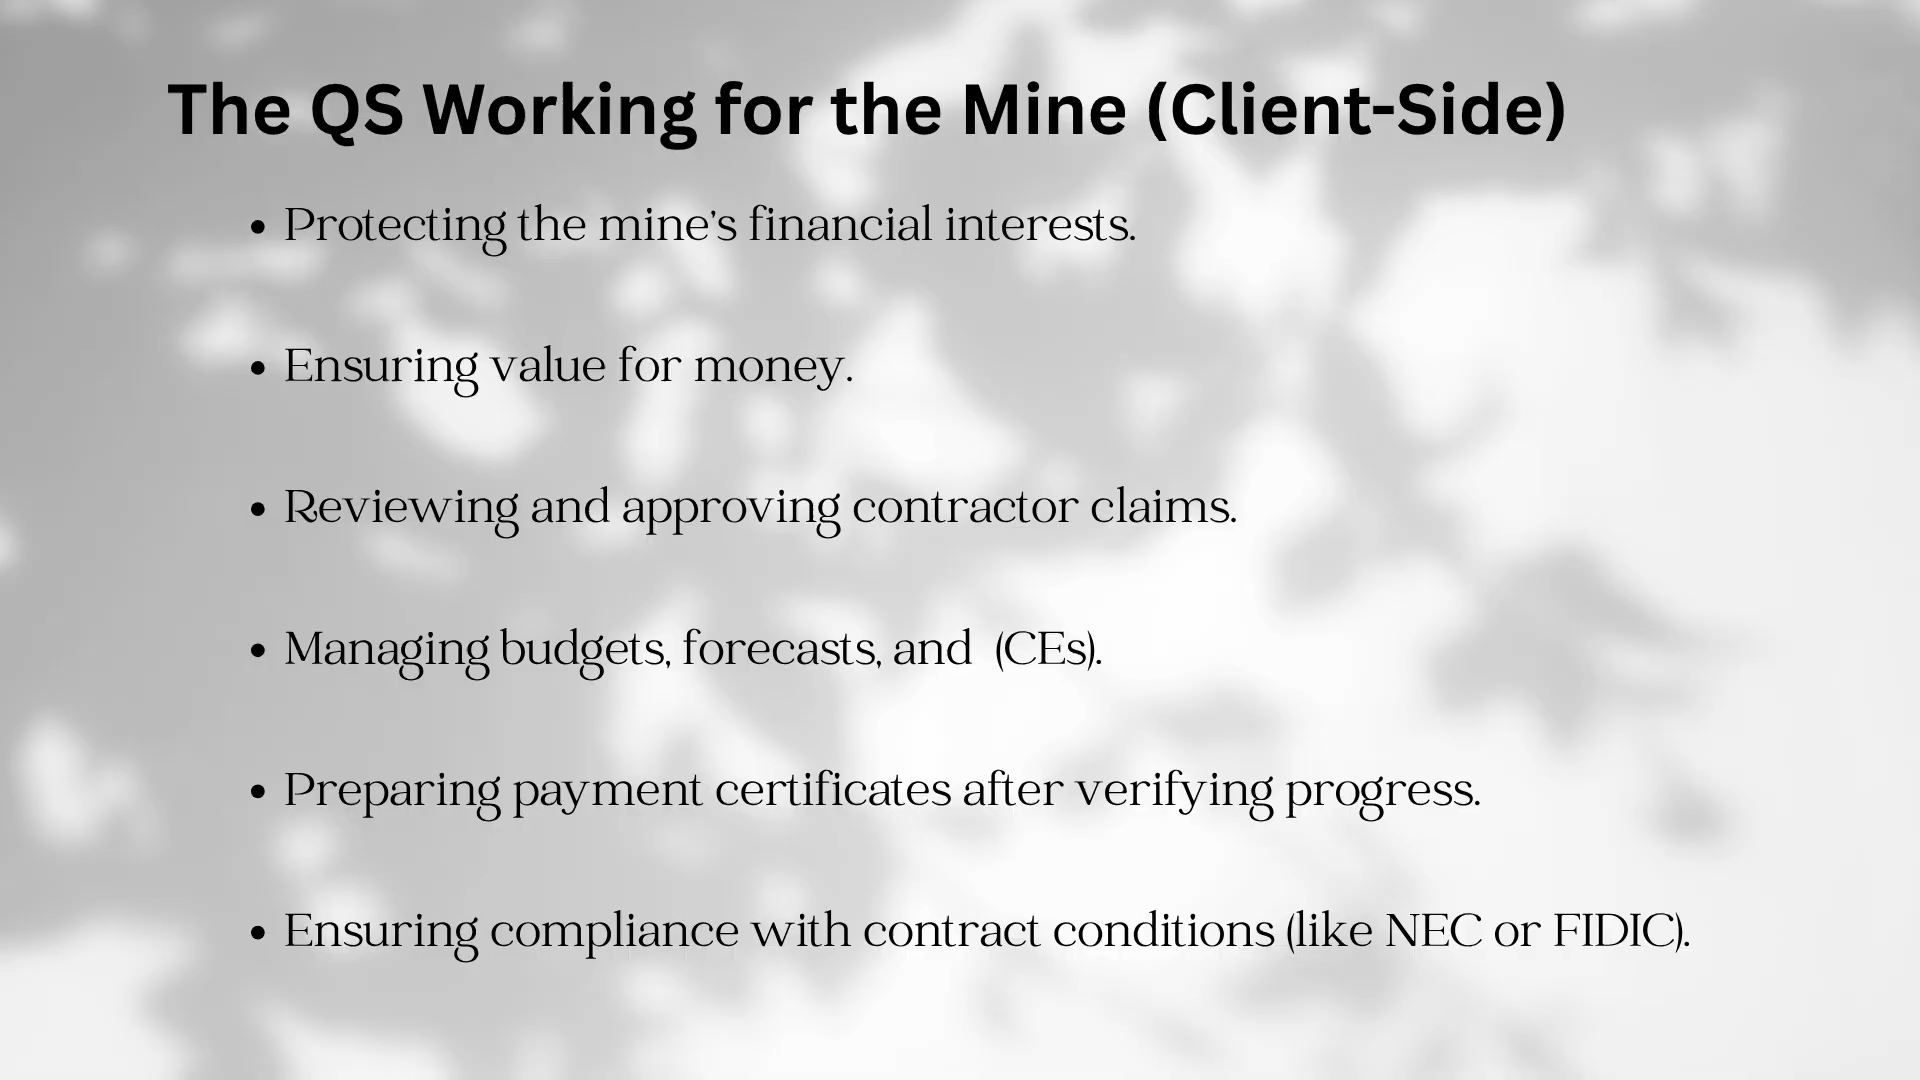 The QS Working for the Mine (Client-Side)
• Protecting the mine's financial interests.
• Ensuring value for money.
• Reviewing and approving contractor claims.
• Managing budgets, forecasts, and  (CEs).
• Preparing payment certificates after verifying progress.
• Ensuring compliance with contract conditions (like NEC or FIDIC).